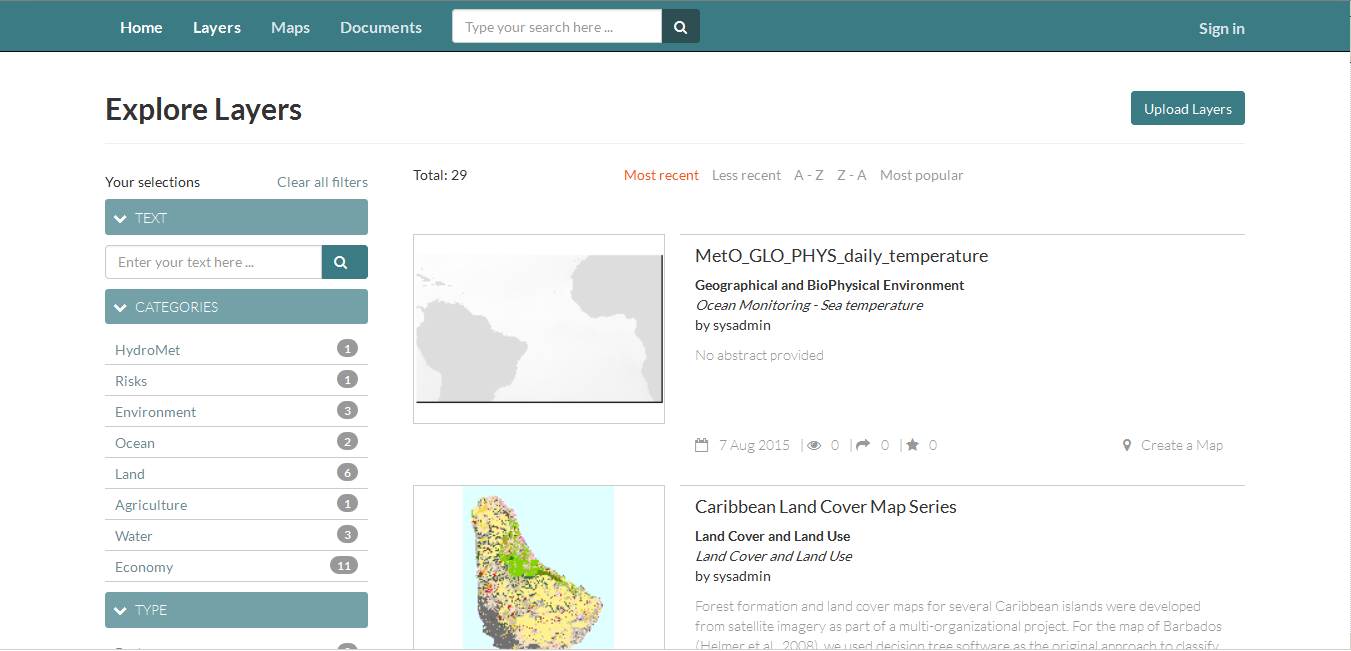 Home Layers Maps Documents Type your search here ... Sign in
Explore Layers
Upload Layers
Your selections Clear all filters
TEXT
Enter your text here ...
CATEGORIES
HydroMet 1
Risks 1
Environment 3
Ocean 2
Land 6
Agriculture 1
Water 3
Economy 11
TYPE
Total: 29
Most recent Less recent A - Z Z - A Most popular
MetO_GLO_PHYS_daily_temperature
Geographical and BioPhysical Environment
Ocean Monitoring - Sea temperature
by sysadmin
No abstract provided
7 Aug 2015 | 0 | 0 | 0 Create a Map
Caribbean Land Cover Map Series
Land Cover and Land Use
Land Cover and Land Use
by sysadmin
Forest formation and land cover maps for several Caribbean islands were developed
from satellite imagery as part of a multi-organizational project. For the map of Barbados
(Helmer et al., 2008), we used decision tree software as the original approach to classify